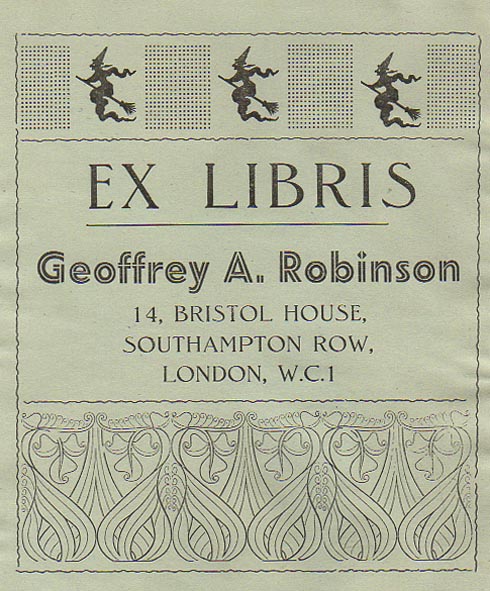 EX LIBRIS
Geoffrey A. Robinson
14, BRISTOL HOUSE,
SOUTHAMPTON ROW,
LONDON, W.C.1